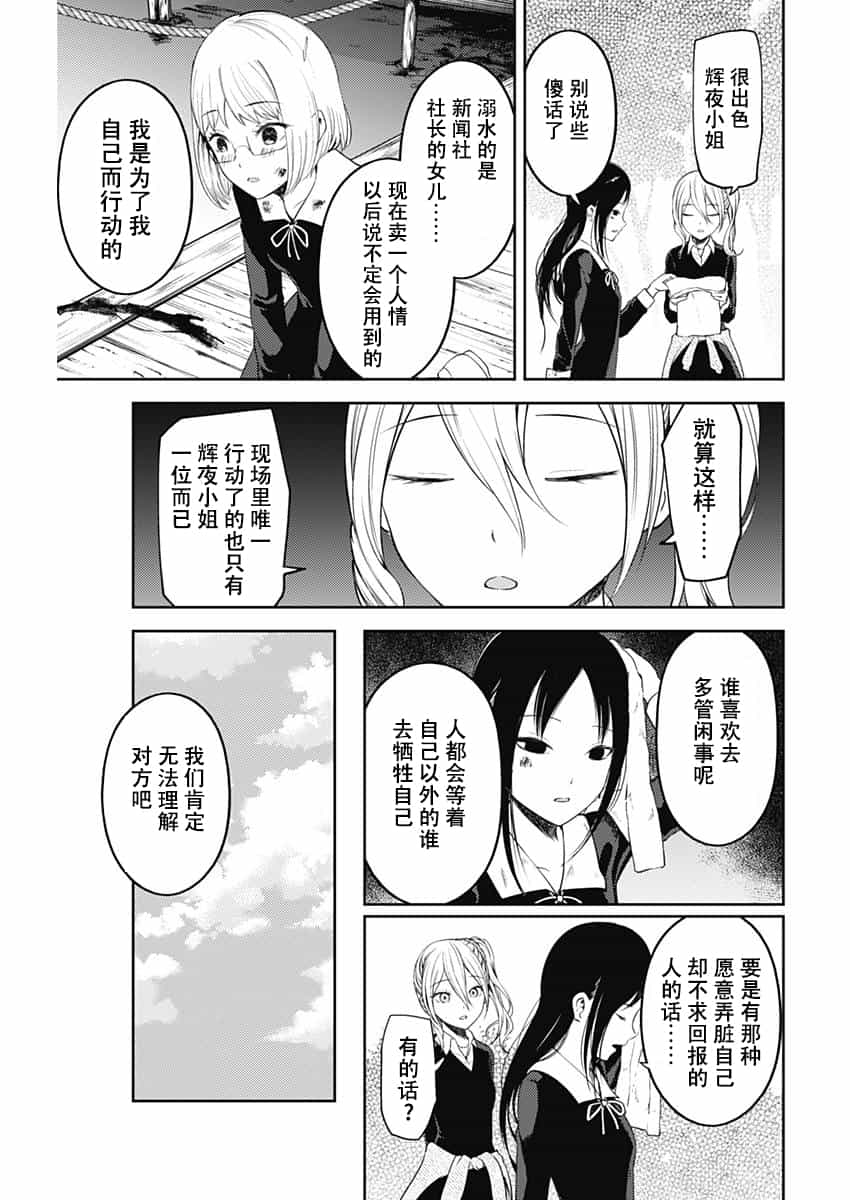 很出色
辉夜小姐
别说些
傻话了
溺水的是
新闻社
社长的女儿……
现在卖一个人情
以后说不定会用到的
我是为了我
自己而行动的
就算这样……
现场里唯一
行动了的也只有
辉夜小姐
一位而已
谁喜欢去
多管闲事呢
人都会等着
自己以外的谁
去牺牲自己
要是有那种
愿意弄脏自己
却不求回报的
人的话……
有的话?
我们肯定
无法理解
对方吧